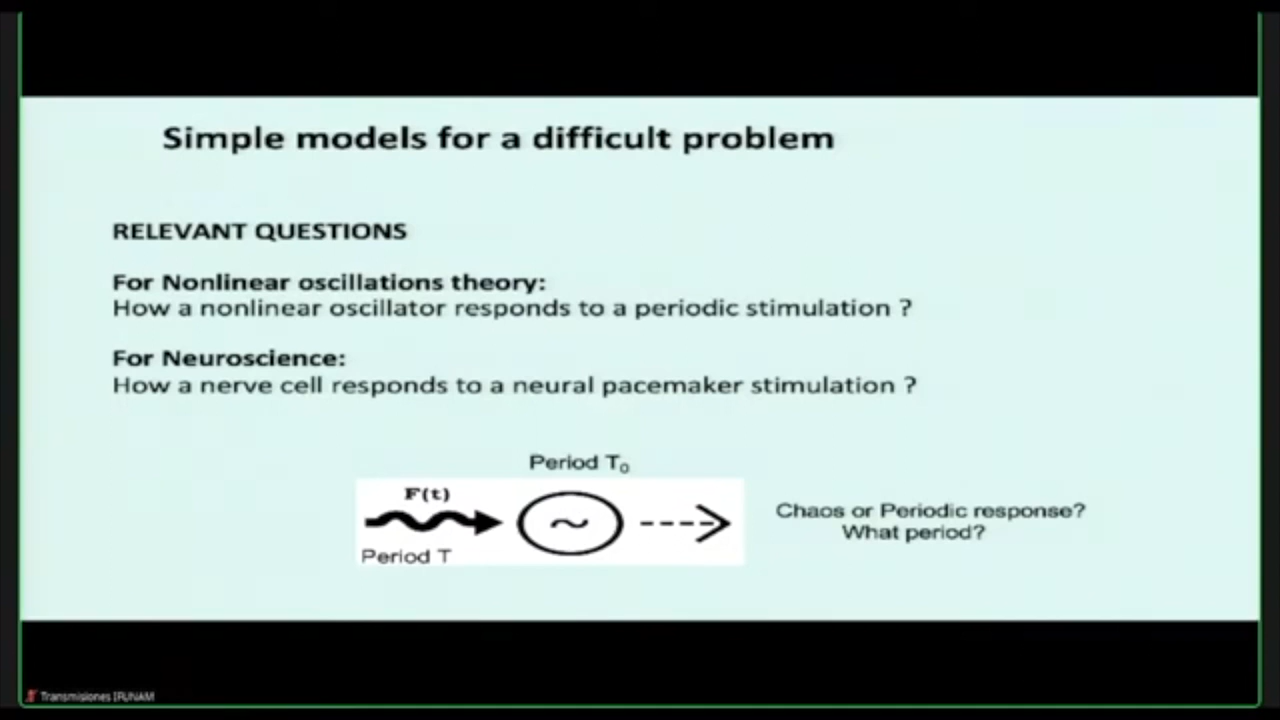 Simple models for a difficult problem
RELEVANT QUESTIONS
For Nonlinear oscillations theory:
How a nonlinear oscillator responds to a periodic stimulation ?
For Neuroscience:
How a nerve cell responds to a neural pacemaker stimulation ?
Period T₀
F(t)
~
Period T
Chaos or Periodic response?
What period?
Transmisiones